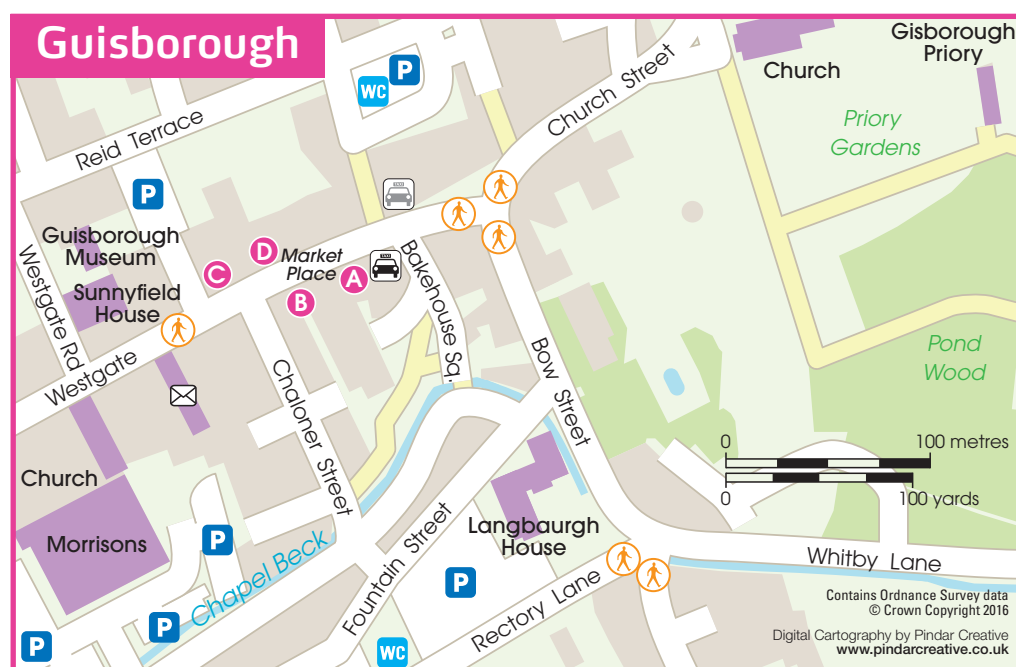 Guisborough
P
WC
Church Street
Church
Gisborough
Priory
Priory
Gardens
Reid Terrace
P
TAXI
Guisborough
Museum
Westgate Rd
Sunnyfield
House
C
D
Market
Place
A
TAXI
B
Bakehouse Sq.
Westgate
Chaloner Street
Bow Street
Pond
Wood
0
100 metres
0
100 yards
Church
Morrisons
P
Chapel Beck
Fountain Street
Langbaurgh
House
P
Rectory Lane
Whitby Lane
P
P
WC
Contains Ordnance Survey data
© Crown Copyright 2016
Digital Cartography by Pindar Creative
www.pindarcreative.co.uk